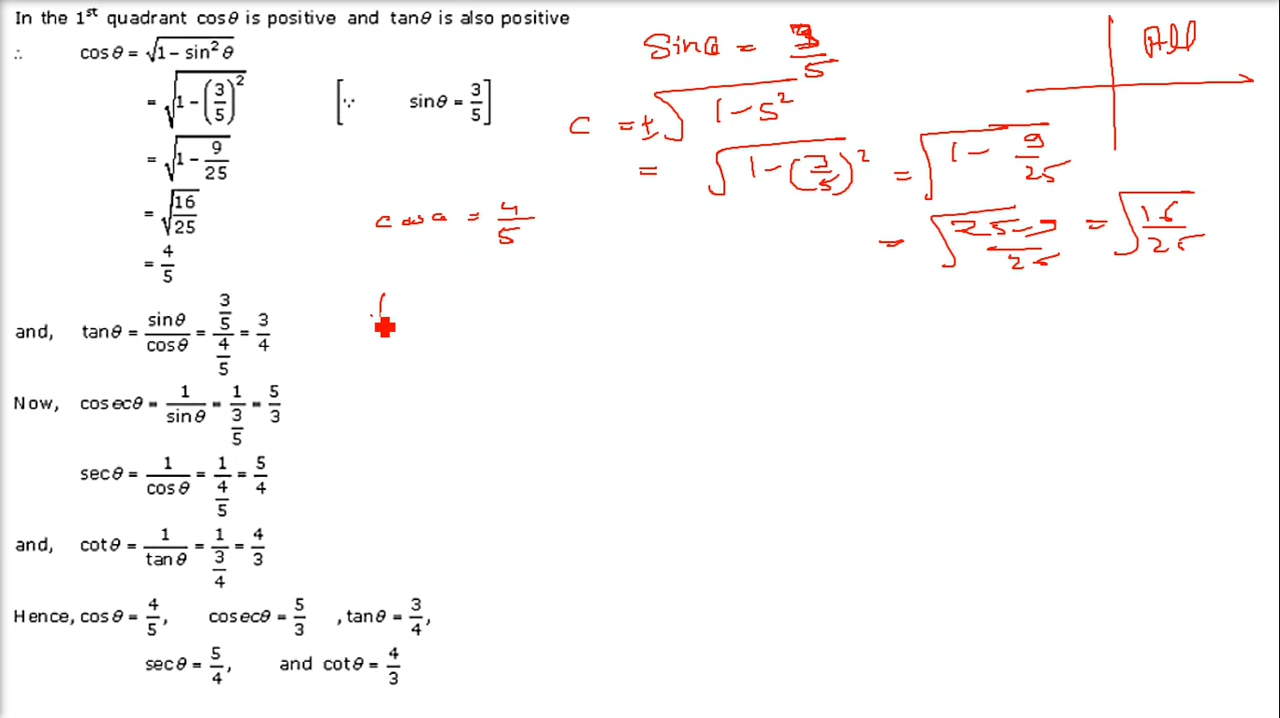 In the 1st quadrant cosθ is positive and tanθ is also positive
∴ cosθ = √(1 − sin²θ)
= √(1 − (3/5)²) [∵ sinθ = 3/5]
= √(1 − 9/25)
= √(16/25)
= 4/5
and, tanθ = sinθ/cosθ = (3/5)/(4/5) = 3/4
Now, cosecθ = 1/sinθ = 1/(3/5) = 5/3
secθ = 1/cosθ = 1/(4/5) = 5/4
and, cotθ = 1/tanθ = 1/(3/4) = 4/3
Hence, cosθ = 4/5, cosecθ = 5/3 , tanθ = 3/4,
secθ = 5/4, and cotθ = 4/3
Sinθ = 3/5
All
C = ±√(1 − S²)
= √(1 − (3/5)²) = √(1 − 9/25)
= √((25−9)/25) = √(16/25)
cosθ = 4/5